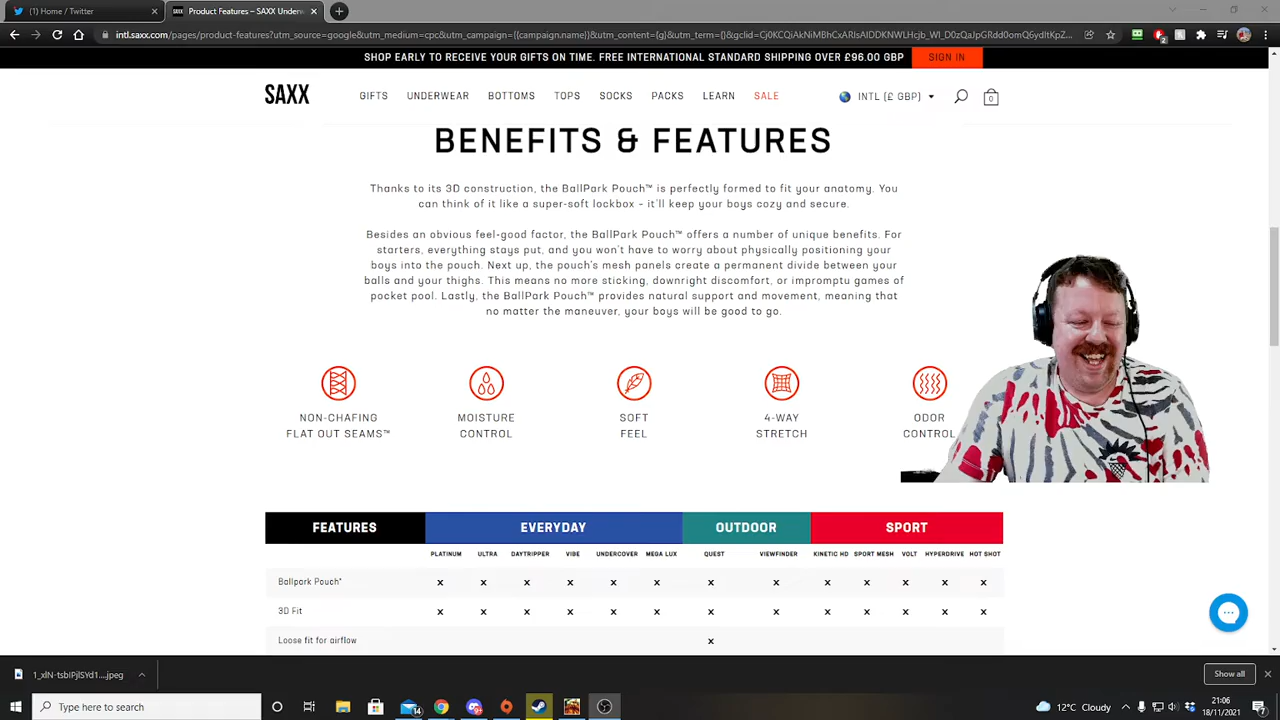 (1) Home / Twitter
Product Features | SAXX Underwe
intl.saxx.com/pages/product-features?utm_source=google&utm_medium=cpc&utm_campaign={{campaign.name}}&utm_content={g}&utm_term={}
2
SHOP EARLY TO RECEIVE YOUR GIFTS ON TIME. FREE INTERNATIONAL STANDARD SHIPPING OVER £96.00 GBP
SIGN IN
SAXX
GIFTS UNDERWEAR BOTTOMS TOPS SOCKS PACKS LEARN SALE
INTL (£ GBP)
0
BENEFITS & FEATURES
Thanks to its 3D construction, the BallPark Pouch™ is perfectly formed to fit your anatomy. You
can think of it like a super-soft lockbox – it'll keep your boys cozy and secure.
Besides an obvious feel-good factor, the BallPark Pouch™ offers a number of unique benefits. For
starters, everything stays put, and you won't have to worry about physically positioning your
boys into the pouch. Next up, the pouch's mesh panels create a permanent divide between your
balls and your thighs. This means no more sticking, downright discomfort, or impromptu games of
pocket pool. Lastly, the BallPark Pouch™ provides natural support and movement, meaning that
no matter the maneuver, your boys will be good to go.
NON-CHAFING
FLAT OUT SEAMS™
MOISTURE
CONTROL
SOFT
FEEL
4-WAY
STRETCH
ODOR
CONTROL
FEATURES EVERYDAY OUTDOOR SPORT
PLATINUM ULTRA DAYTRIPPER VIBE UNDERCOVER MEGA LUX QUEST VIEWFINDER KINETIC HD SPORT MESH VOLT HYPERDRIVE HOT SHOT
Ballpark Pouch™ x x x x x x x x x x x x x
3D Fit x x x x x x x x x x x x x
Loose fit for airflow x
Show all
Type here to search
14
12°C Cloudy
21:06
18/11/2021